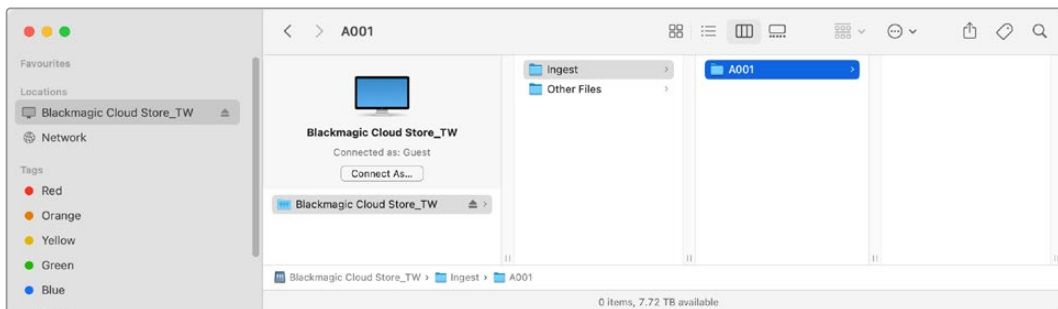 A001
Favourites
Locations
Blackmagic Cloud Store_TW
Network
Tags
Red
Orange
Yellow
Green
Blue
Blackmagic Cloud Store_TW
Connected as: Guest
Connect As...
Blackmagic Cloud Store_TW
Ingest
Other Files
A001
Blackmagic Cloud Store_TW › Ingest › A001
0 items, 7.72 TB available